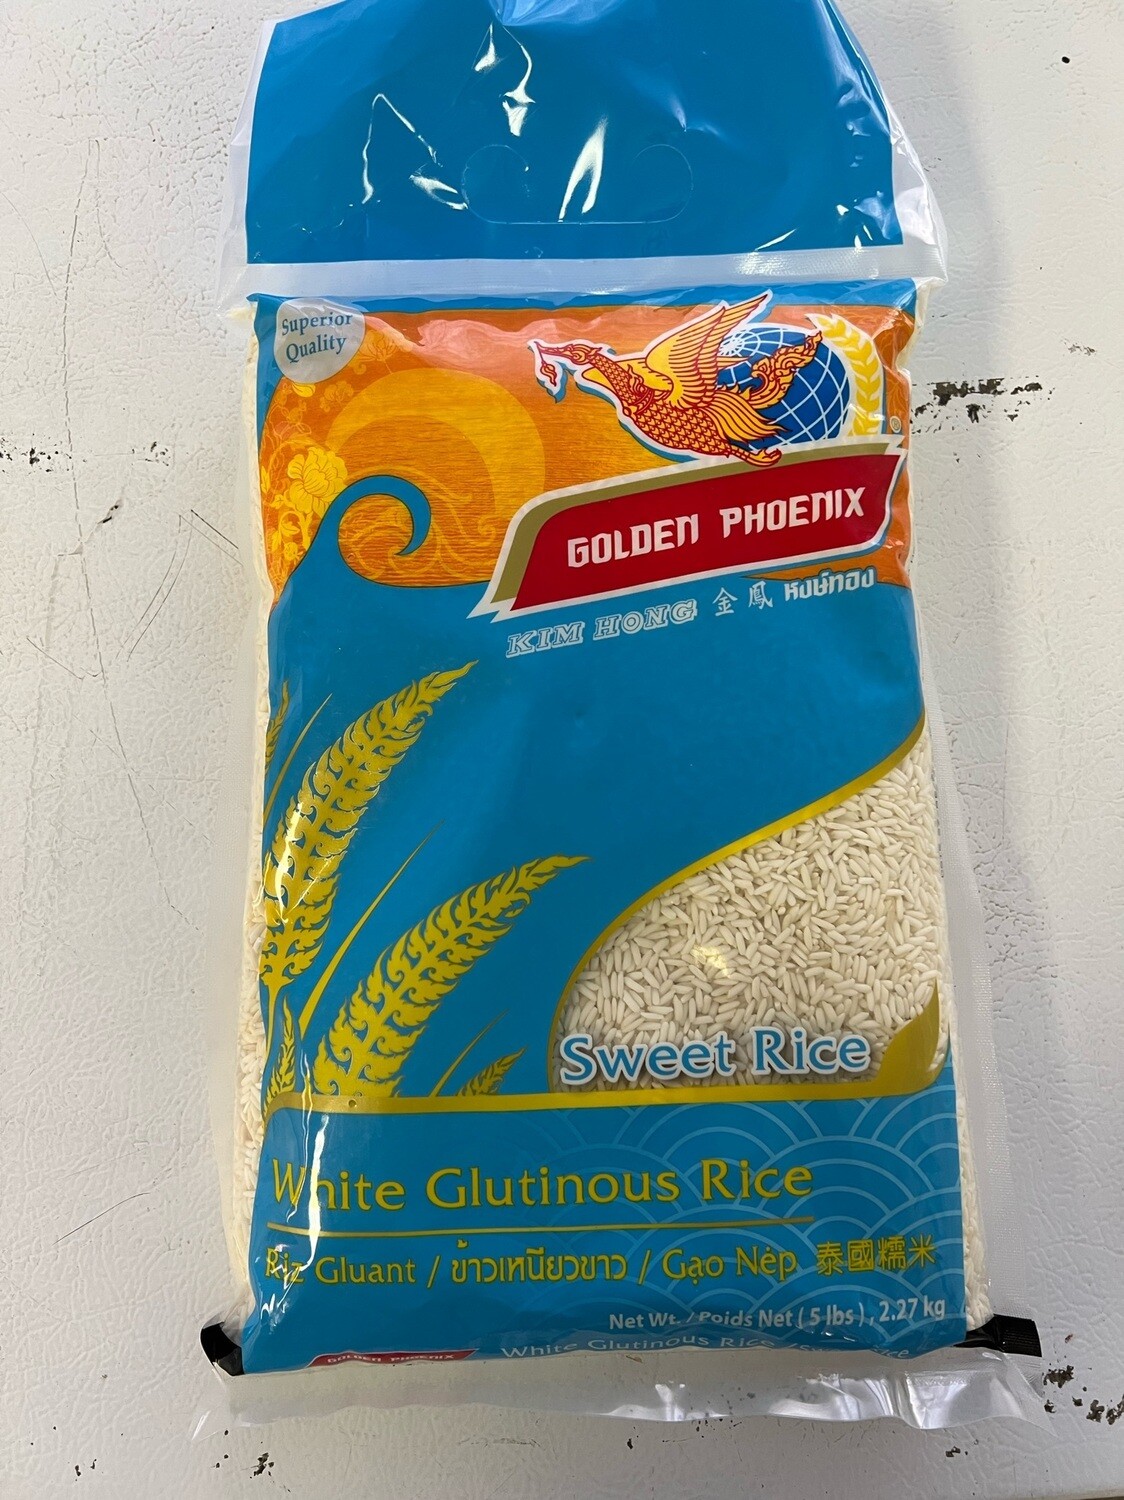 Superior
Quality
GOLDEN PHOENIX
®
KIM HONG 金鳳 หงษ์ทอง
Sweet Rice
White Glutinous Rice
Riz Gluant / ข้าวเหนียวขาว / Gạo Nếp 泰國糯米
Net Wt. / Poids Net ( 5 lbs ) , 2.27 kg
GOLDEN PHOENIX
White Glutinous Rice